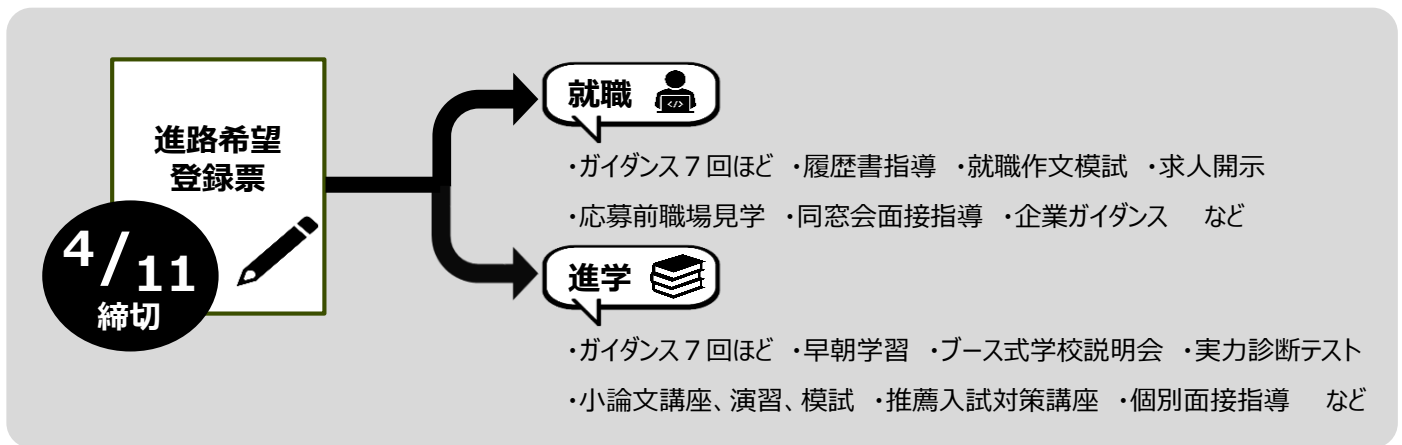 進路希望
登録票
4/11
締切
就職
・ガイダンス７回ほど ・履歴書指導 ・就職作文模試 ・求人開示
・応募前職場見学 ・同窓会面接指導 ・企業ガイダンス など
進学
・ガイダンス７回ほど ・早朝学習 ・ブース式学校説明会 ・実力診断テスト
・小論文講座、演習、模試 ・推薦入試対策講座 ・個別面接指導 など